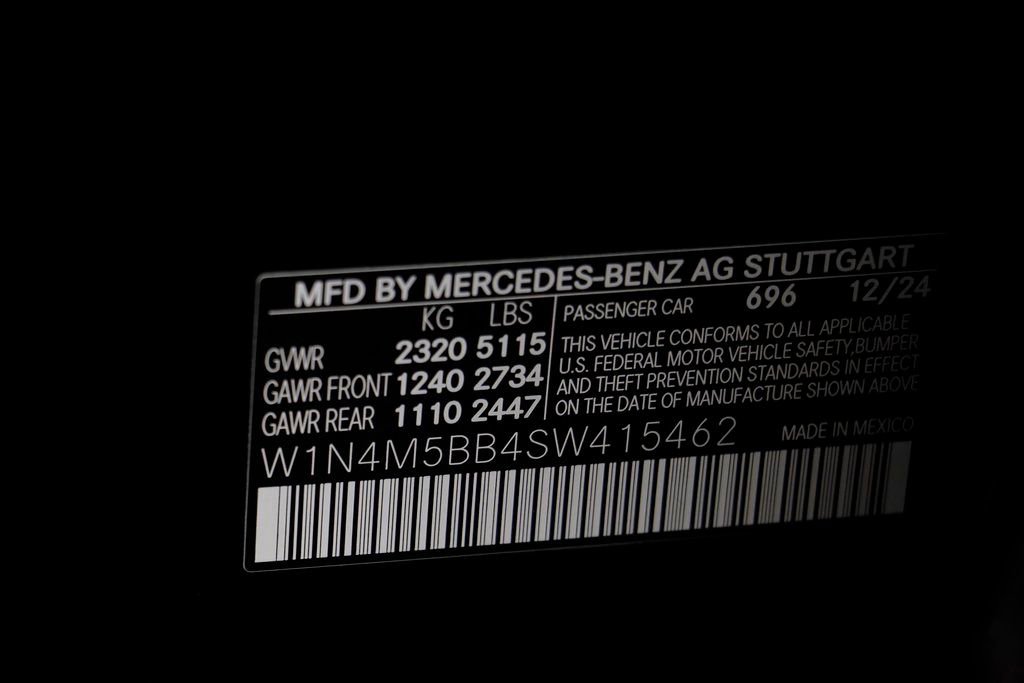 MFD BY MERCEDES-BENZ AG STUTTGART
KG LBS
GVWR 2320 5115
GAWR FRONT 1240 2734
GAWR REAR 1110 2447
PASSENGER CAR 696 12/24
THIS VEHICLE CONFORMS TO ALL APPLICABLE
U.S. FEDERAL MOTOR VEHICLE SAFETY,BUMPER
AND THEFT PREVENTION STANDARDS IN EFFECT
ON THE DATE OF MANUFACTURE SHOWN ABOVE
W1N4M5BB4SW415462 MADE IN MEXICO